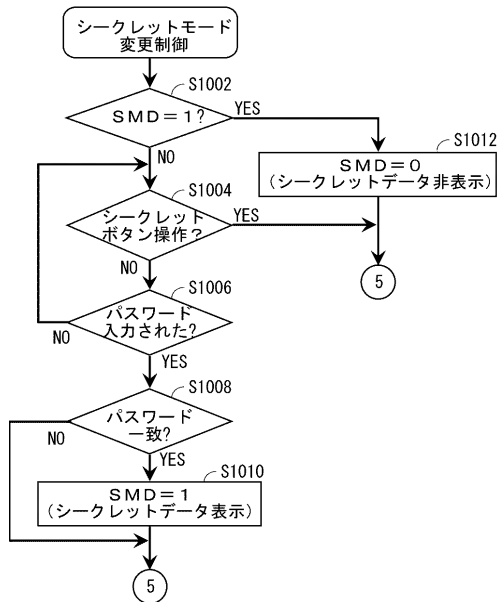 シークレットモード
変更制御
S1002
SMD=1?
YES
NO
S1012
SMD=0
(シークレットデータ非表示)
S1004
シークレット
ボタン操作?
YES
NO
5
S1006
パスワード
入力された?
NO
YES
S1008
パスワード
一致?
NO
YES
S1010
SMD=1
(シークレットデータ表示)
5